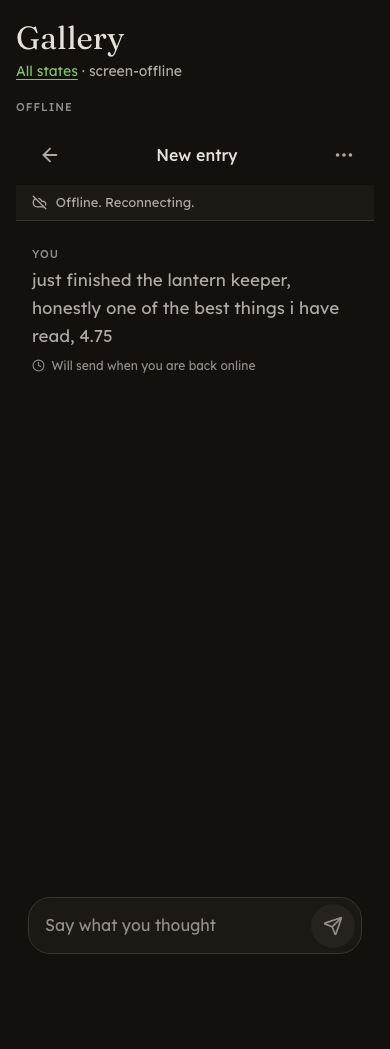 Gallery
All states · screen-offline
OFFLINE
New entry
Offline. Reconnecting.
YOU
just finished the lantern keeper,
honestly one of the best things i have
read, 4.75
Will send when you are back online
Say what you thought